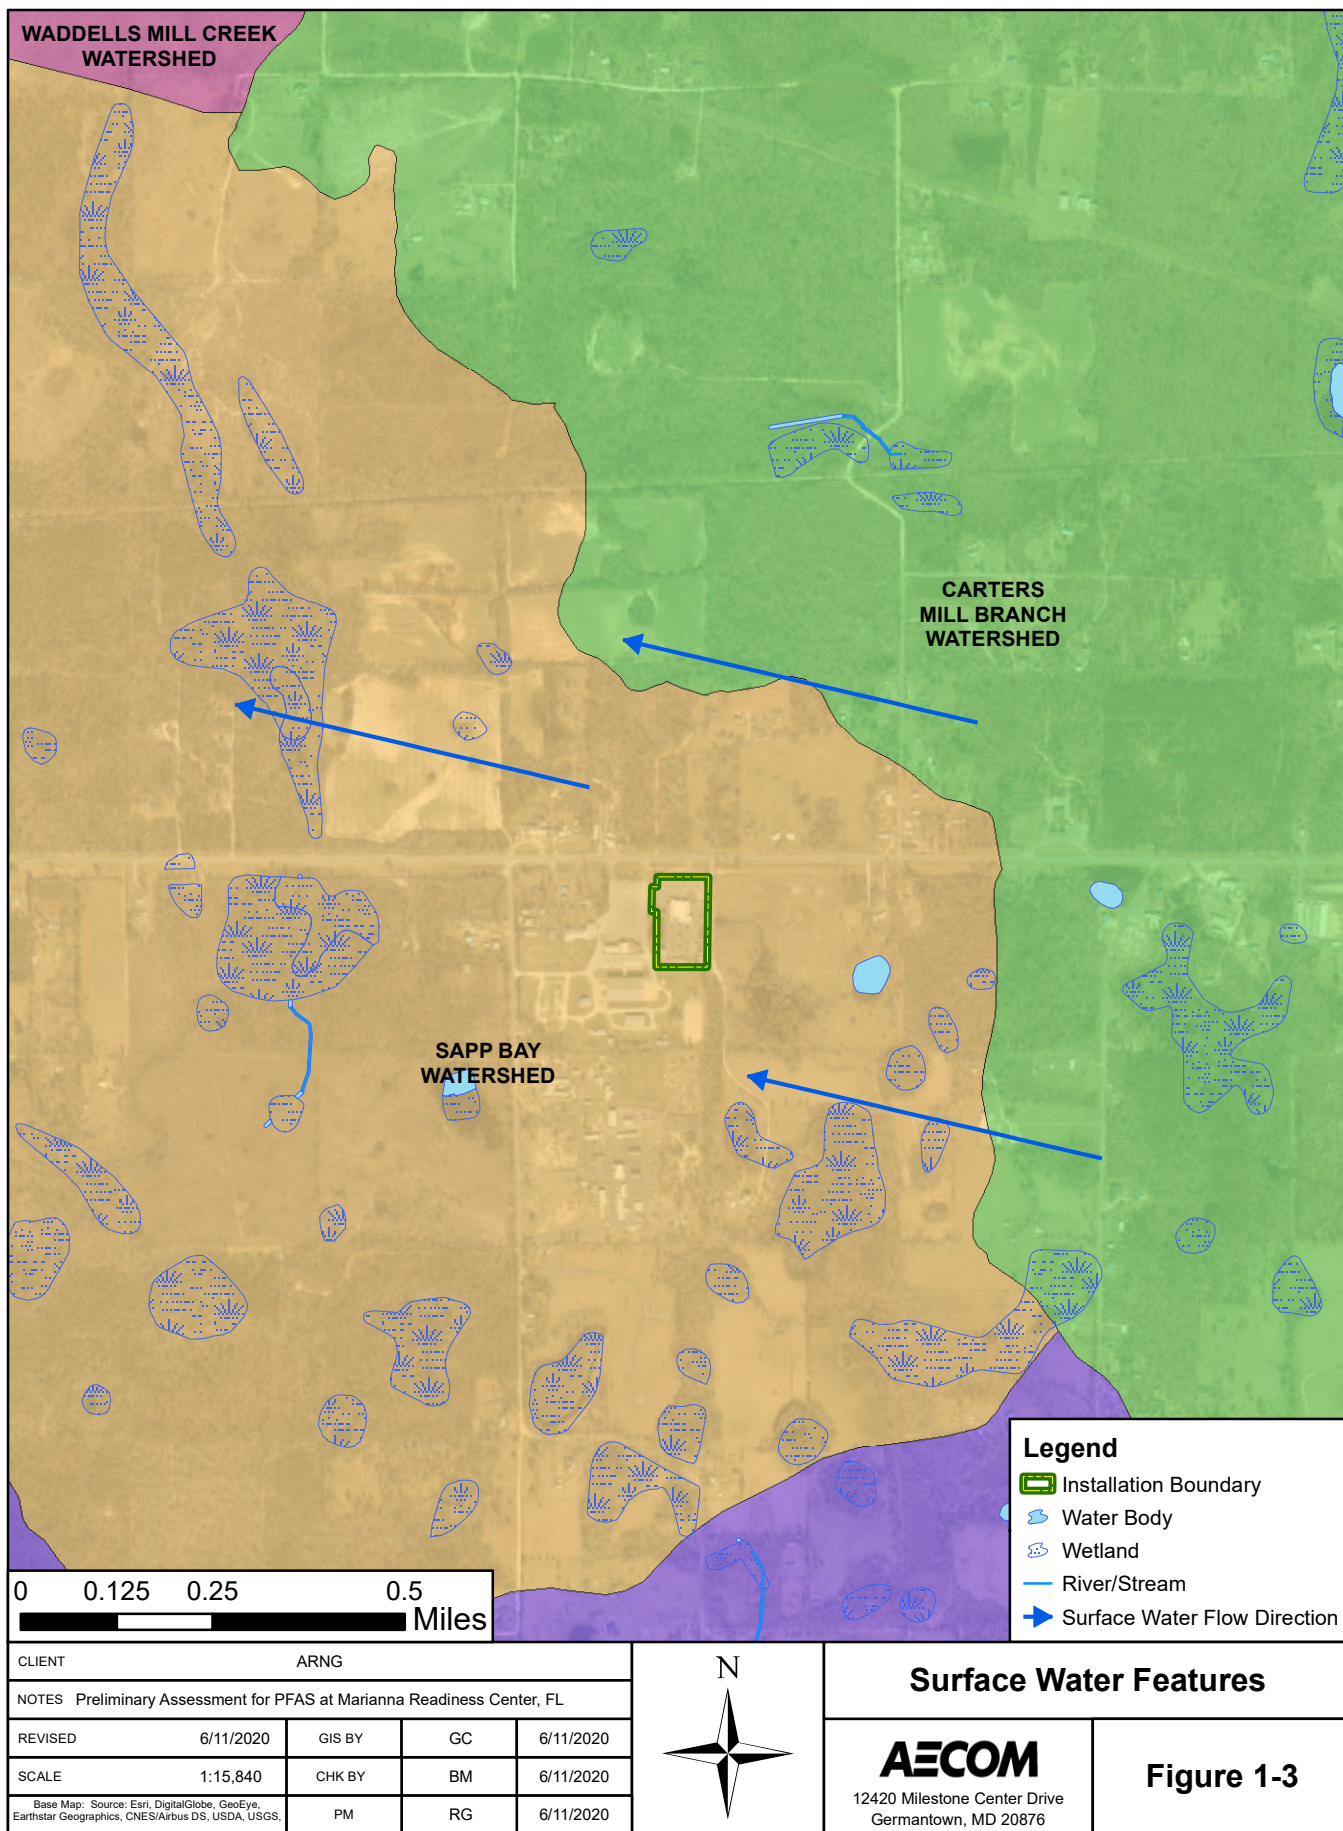 WADDELLS MILL CREEK
WATERSHED
CARTERS
MILL BRANCH
WATERSHED
SAPP BAY
WATERSHED
Legend
Installation Boundary
Water Body
Wetland
River/Stream
Surface Water Flow Direction
0 0.125 0.25 0.5
Miles
CLIENT ARNG
NOTES Preliminary Assessment for PFAS at Marianna Readiness Center, FL
REVISED 6/11/2020 GIS BY GC 6/11/2020
SCALE 1:15,840 CHK BY BM 6/11/2020
Base Map: Source: Esri, DigitalGlobe, GeoEye,
Earthstar Geographics, CNES/Airbus DS, USDA, USGS,
PM RG 6/11/2020
N
Surface Water Features
AECOM
12420 Milestone Center Drive
Germantown, MD 20876
Figure 1-3